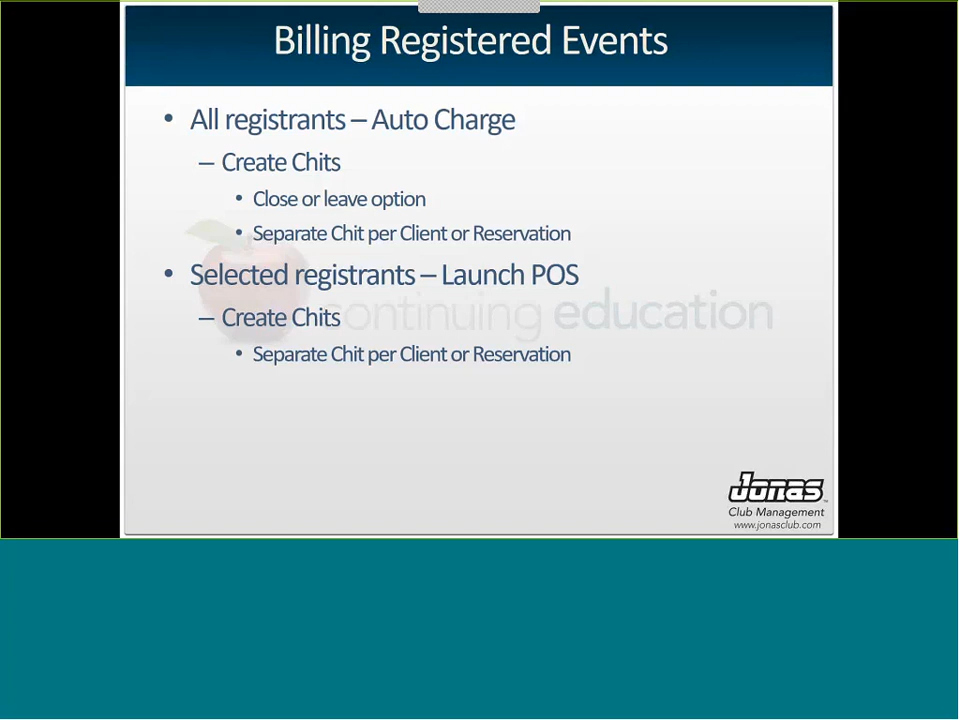 Billing Registered Events
• All registrants – Auto Charge
– Create Chits
• Close or leave option
• Separate Chit per Client or Reservation
• Selected registrants – Launch POS
– Create Chits
• Separate Chit per Client or Reservation
continuing education
Jonas
Club Management
www.jonasclub.com